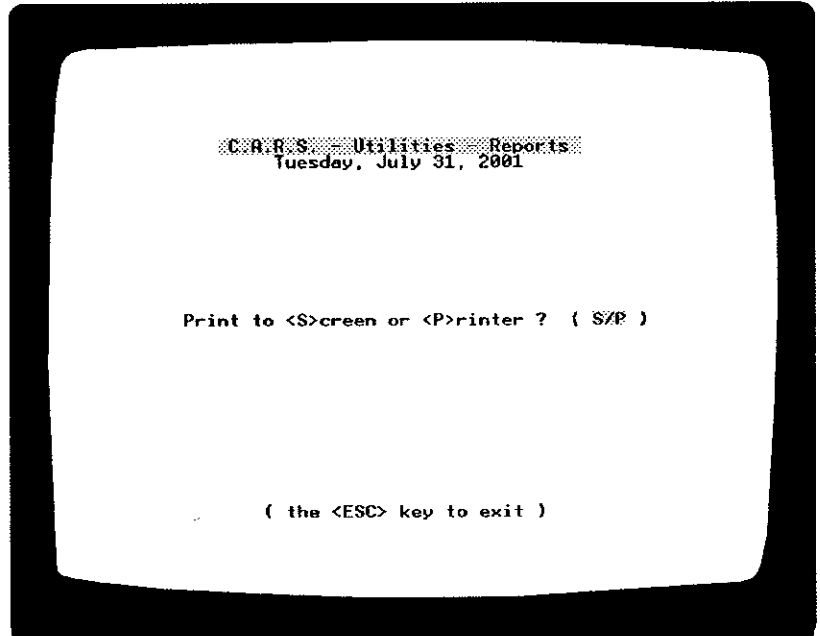 C.A.R.S. - Utilities - Reports
Tuesday, July 31, 2001
Print to <S>creen or <P>rinter ? ( S/P )
( the <ESC> key to exit )